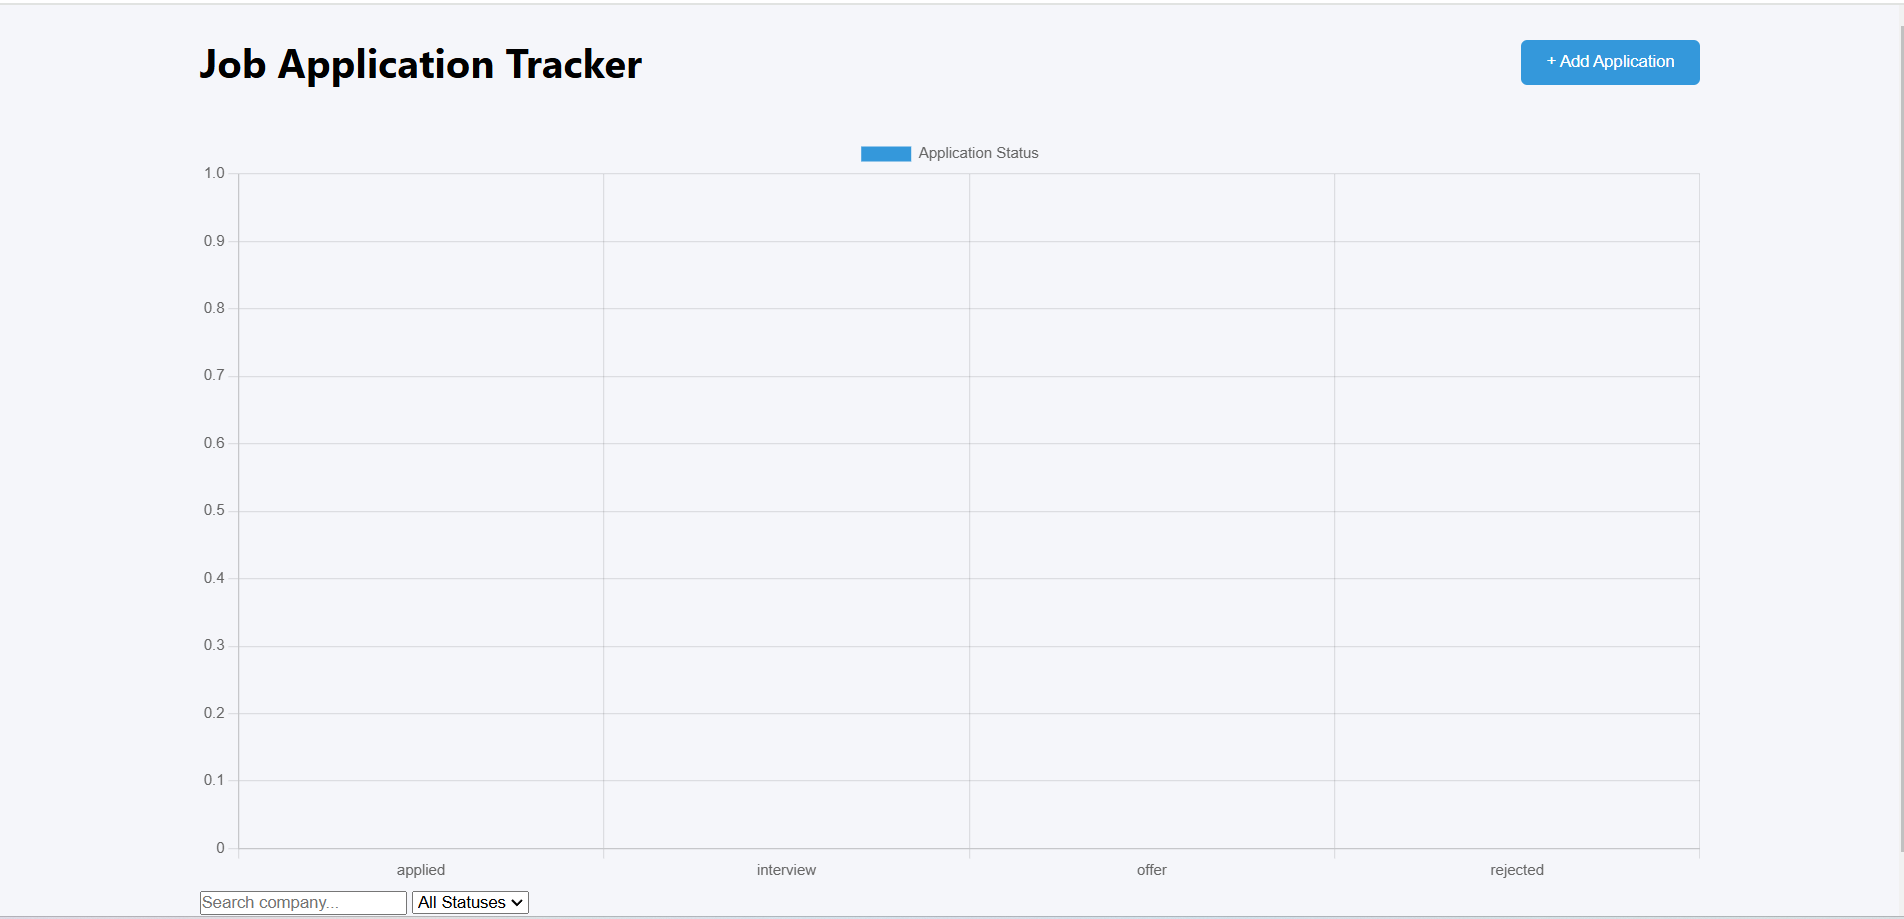 Job Application Tracker
+ Add Application
Application Status
1.0
0.9
0.8
0.7
0.6
0.5
0.4
0.3
0.2
0.1
0
applied interview offer rejected
Search company... All Statuses